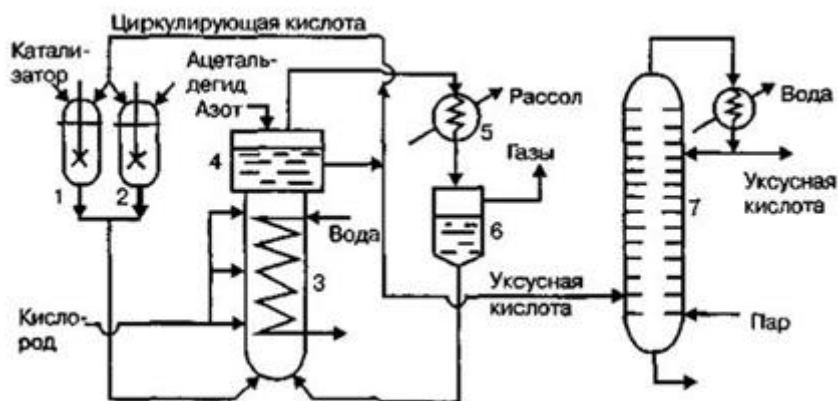 Циркулирующая кислота
Катали-
затор
Ацеталь-
дегид
Азот
Рассол
Вода
4
5
Газы
1
2
Уксусная
кислота
7
6
Вода
3
Уксусная
кислота
Кисло-
род
Пар